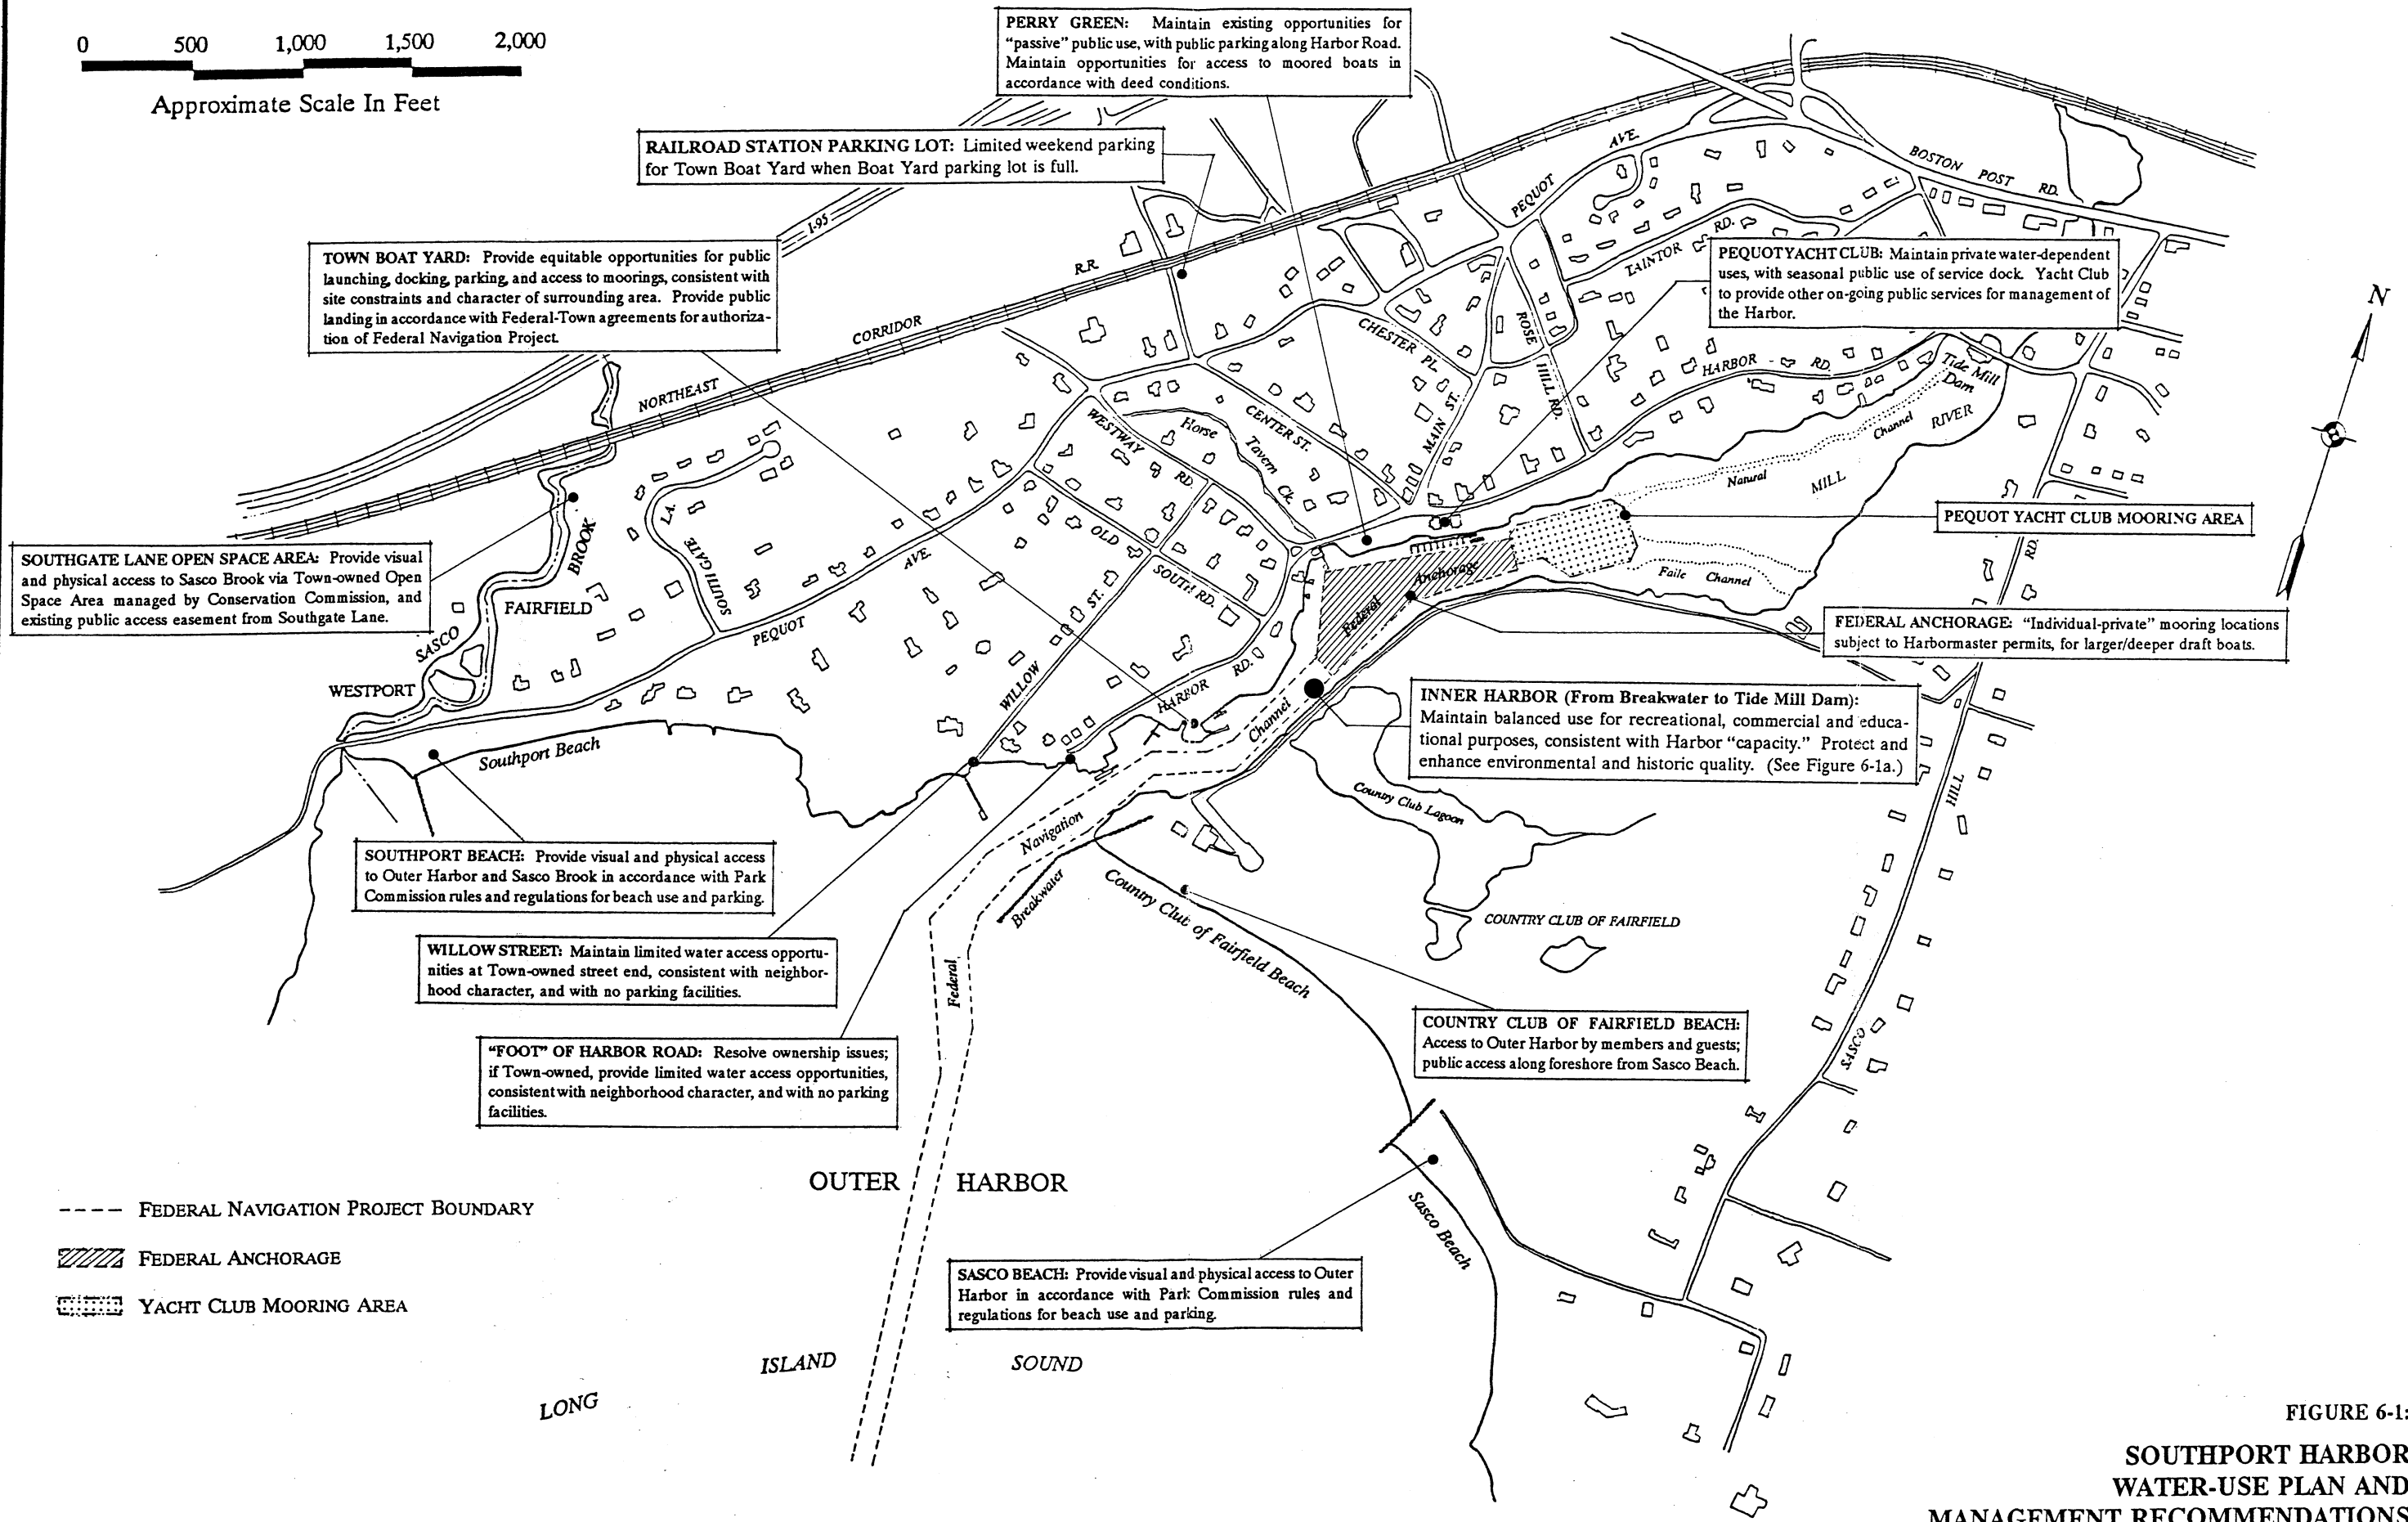 0 500 1,000 1,500 2,000
Approximate Scale In Feet
PERRY GREEN: Maintain existing opportunities for
"passive" public use, with public parking along Harbor Road.
Maintain opportunities for access to moored boats in
accordance with deed conditions.
RAILROAD STATION PARKING LOT: Limited weekend parking
for Town Boat Yard when Boat Yard parking lot is full.
TOWN BOAT YARD: Provide equitable opportunities for public
launching, docking, parking, and access to moorings, consistent with
site constraints and character of surrounding area. Provide public
landing in accordance with Federal-Town agreements for authoriza-
tion of Federal Navigation Project.
I-95
R.R.
CORRIDOR
NORTHEAST
PEQUOT
AVE.
BOSTON POST RD.
TAINTOR RD.
PEQUOT YACHT CLUB: Maintain private water-dependent
uses, with seasonal public use of service dock. Yacht Club
to provide other on-going public services for management of
the Harbor.
N
CHESTER PL.
ROSE
HILL RD.
HARBOR - RD.
Tide Mill
Dam
Channel
RIVER
Natural
MILL
MAIN ST.
CENTER ST.
WESTWAY
RD.
Horse
Tavern
Ck.
PEQUOT YACHT CLUB MOORING AREA
RD.
SOUTHGATE LANE OPEN SPACE AREA: Provide visual
and physical access to Sasco Brook via Town-owned Open
Space Area managed by Conservation Commission, and
existing public access easement from Southgate Lane.
BROOK
FAIRFIELD
SASCO
WESTPORT
LA.
SOUTHGATE
PEQUOT
AVE.
OLD
SOUTH RD.
WILLOW
ST.
HARBOR
RD.
Anchorage
Federal
Faile Channel
FEDERAL ANCHORAGE: "Individual-private" mooring locations
subject to Harbormaster permits, for larger/deeper draft boats.
INNER HARBOR (From Breakwater to Tide Mill Dam):
Maintain balanced use for recreational, commercial and educa-
tional purposes, consistent with Harbor "capacity." Protect and
enhance environmental and historic quality. (See Figure 6-1a.)
Southport Beach
Channel
Navigation
Breakwater
Federal
Country Club Lagoon
HILL
SASCO
SOUTHPORT BEACH: Provide visual and physical access
to Outer Harbor and Sasco Brook in accordance with Park
Commission rules and regulations for beach use and parking.
Country Club of Fairfield Beach
COUNTRY CLUB OF FAIRFIELD
WILLOW STREET: Maintain limited water access opportu-
nities at Town-owned street end, consistent with neighbor-
hood character, and with no parking facilities.
COUNTRY CLUB OF FAIRFIELD BEACH:
Access to Outer Harbor by members and guests;
public access along foreshore from Sasco Beach.
"FOOT" OF HARBOR ROAD: Resolve ownership issues;
if Town-owned, provide limited water access opportunities,
consistent with neighborhood character, and with no parking
facilities.
OUTER HARBOR
Sasco Beach
FEDERAL NAVIGATION PROJECT BOUNDARY
FEDERAL ANCHORAGE
YACHT CLUB MOORING AREA
SASCO BEACH: Provide visual and physical access to Outer
Harbor in accordance with Park Commission rules and
regulations for beach use and parking.
LONG ISLAND SOUND
FIGURE 6-1:
SOUTHPORT HARBOR
WATER-USE PLAN AND
MANAGEMENT RECOMMENDATIONS